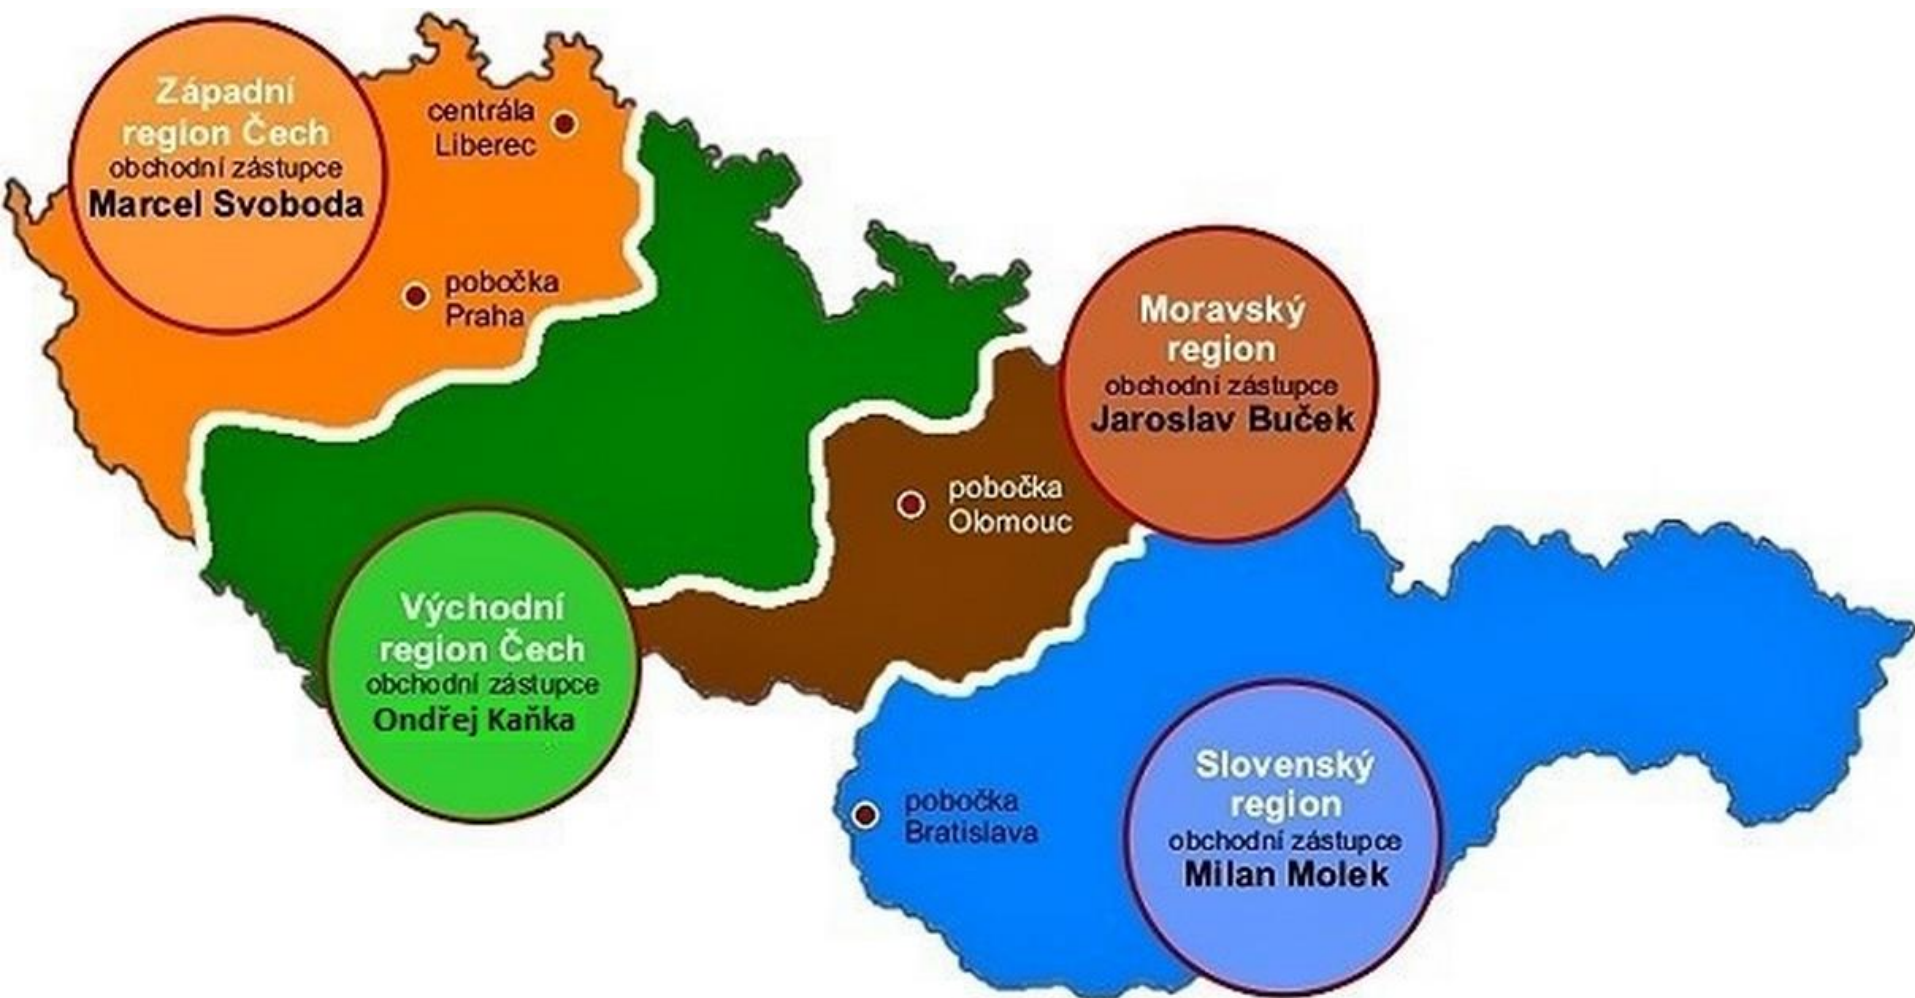 Západní
region Čech
obchodní zástupce
Marcel Svoboda
centrála
Liberec
pobočka
Praha
Moravský
region
obchodní zástupce
Jaroslav Buček
pobočka
Olomouc
Východní
region Čech
obchodní zástupce
Ondřej Kaňka
pobočka
Bratislava
Slovenský
region
obchodní zástupce
Milan Molek